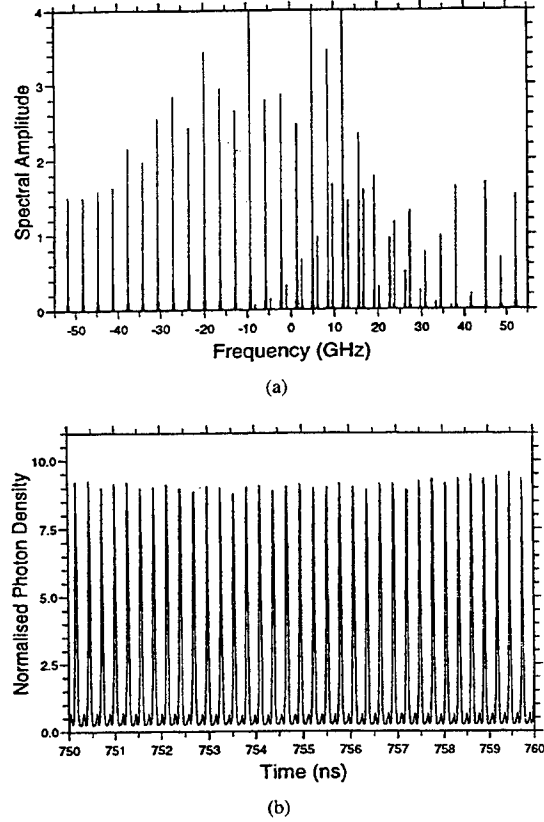 4
3
2
1
0
Spectral Amplitude
-50 -40 -30 -20 -10 0 10 20 30 40 50
Frequency (GHz)
(a)
10.0
7.5
5.0
2.5
0.0
Normalised Photon Density
750 751 752 753 754 755 756 757 758 759 760
Time (ns)
(b)